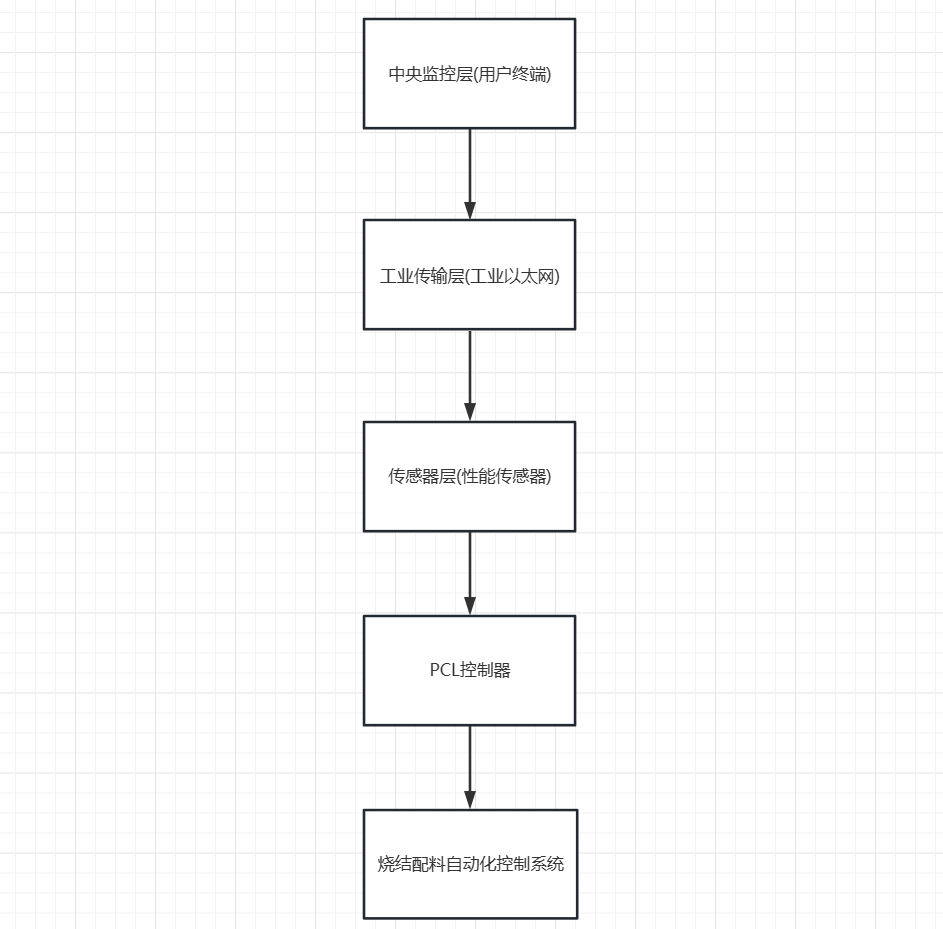 中央监控层(用户终端)
工业传输层(工业以太网)
传感器层(性能传感器)
PCL控制器
烧结配料自动化控制系统